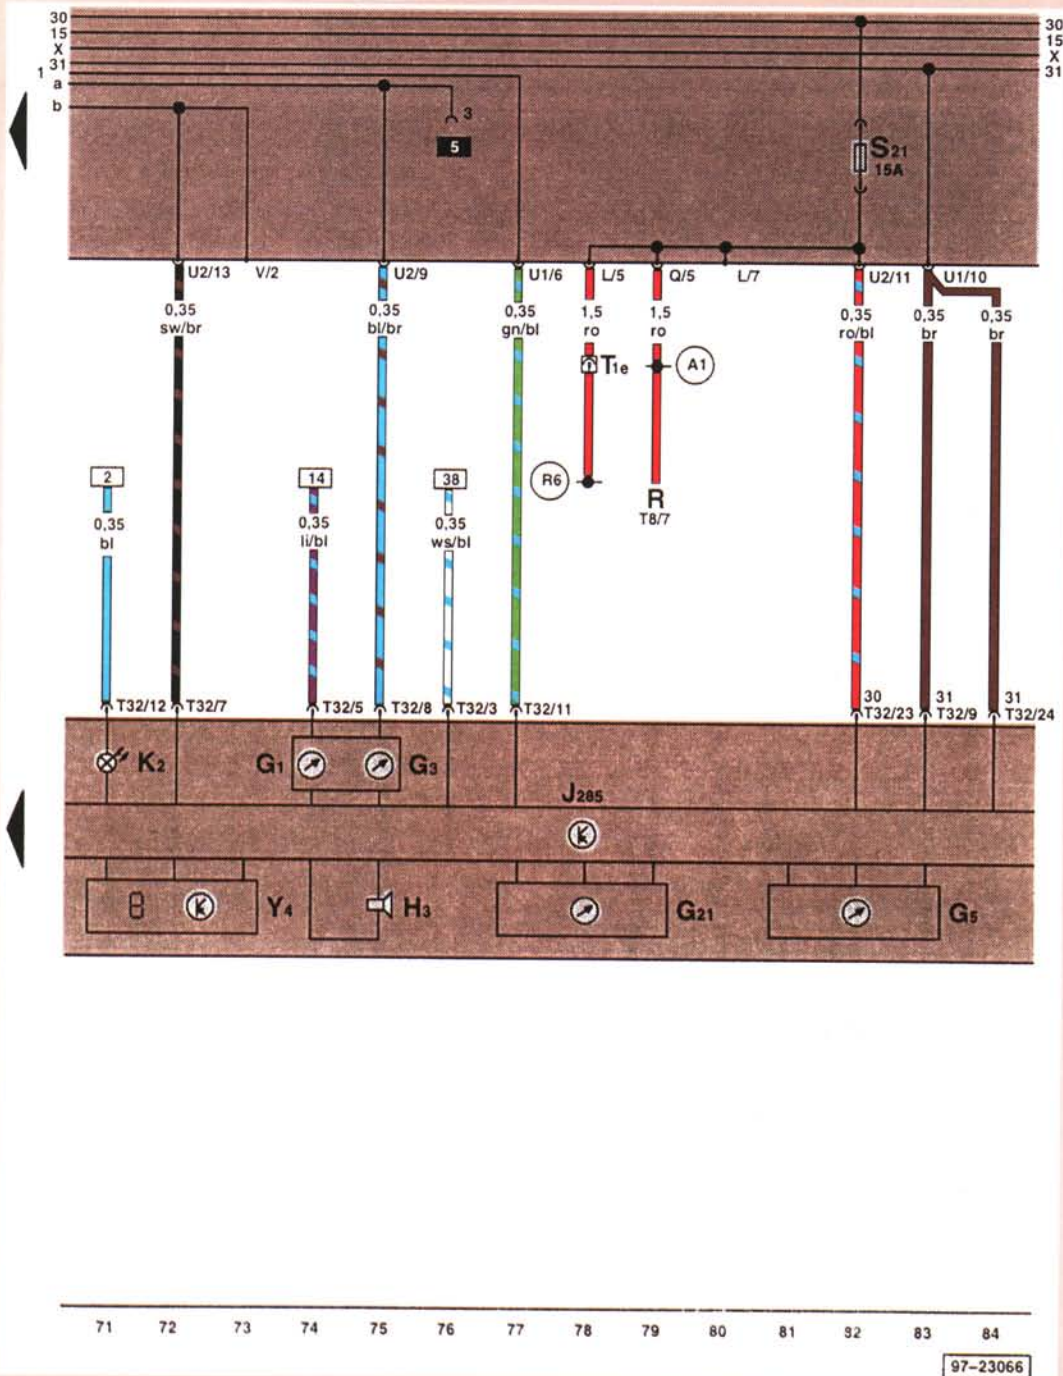 30 30
15 15
X X
31 31
1
a
b
3
5
S21
15A
U2/13 V/2 U2/9 U1/6 L/5 Q/5 L/7 U2/11 U1/10
0,35 0,35 0,35 1,5 1,5 0,35 0,35 0,35
sw/br bl/br gn/bl ro ro ro/bl br br
T1e A1
2 14 38 R6 R
T8/7
0,35 0,35 0,35
bl li/bl ws/bl
30 31 31
T32/12 T32/7 T32/5 T32/8 T32/3 T32/11 T32/23 T32/9 T32/24
K2 G1 G3
J285
Y4 H3 G21 G5
71 72 73 74 75 76 77 78 79 80 81 82 83 84
97-23066